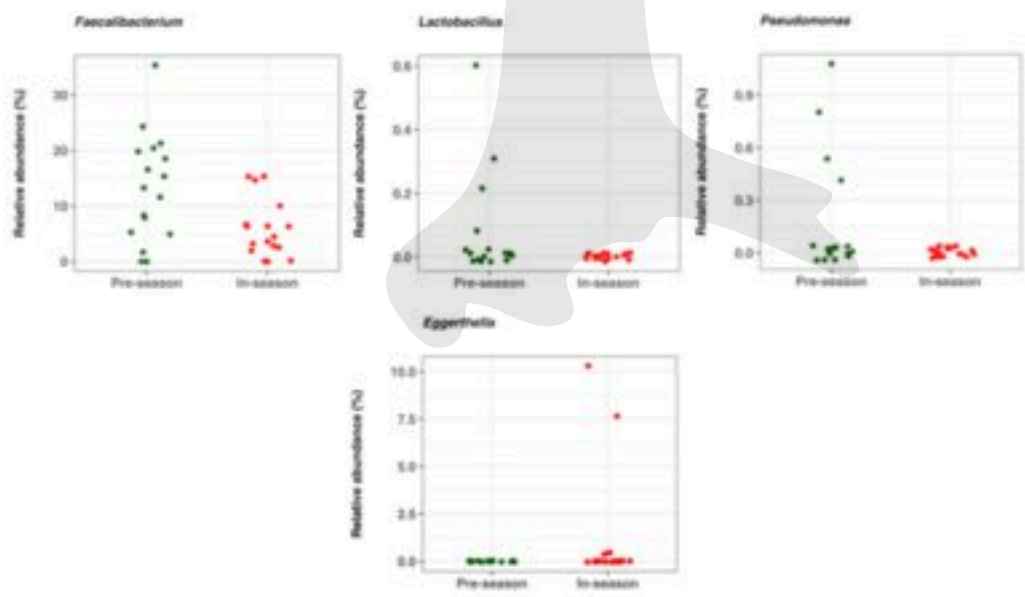 Faecalibacterium
Relative abundance (%)
30
20
10
0
Pre-season In-season
Lactobacillus
Relative abundance (%)
0.6
0.4
0.2
0.0
Pre-season In-season
Pseudomonas
Relative abundance (%)
0.9
0.6
0.3
0.0
Pre-season In-season
Eggerthella
Relative abundance (%)
10.0
7.5
5.0
2.5
0.0
Pre-season In-season